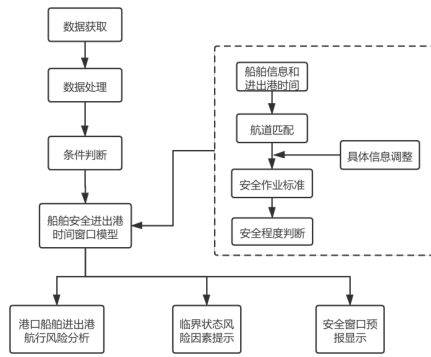 数据获取
数据处理
条件判断
船舶安全进出港
时间窗口模型
船舶信息和
进出港时间
航道匹配
具体信息调整
安全作业标准
安全程度判断
港口船舶进出港
航行风险分析
临界状态风
险因素提示
安全窗口预
报显示